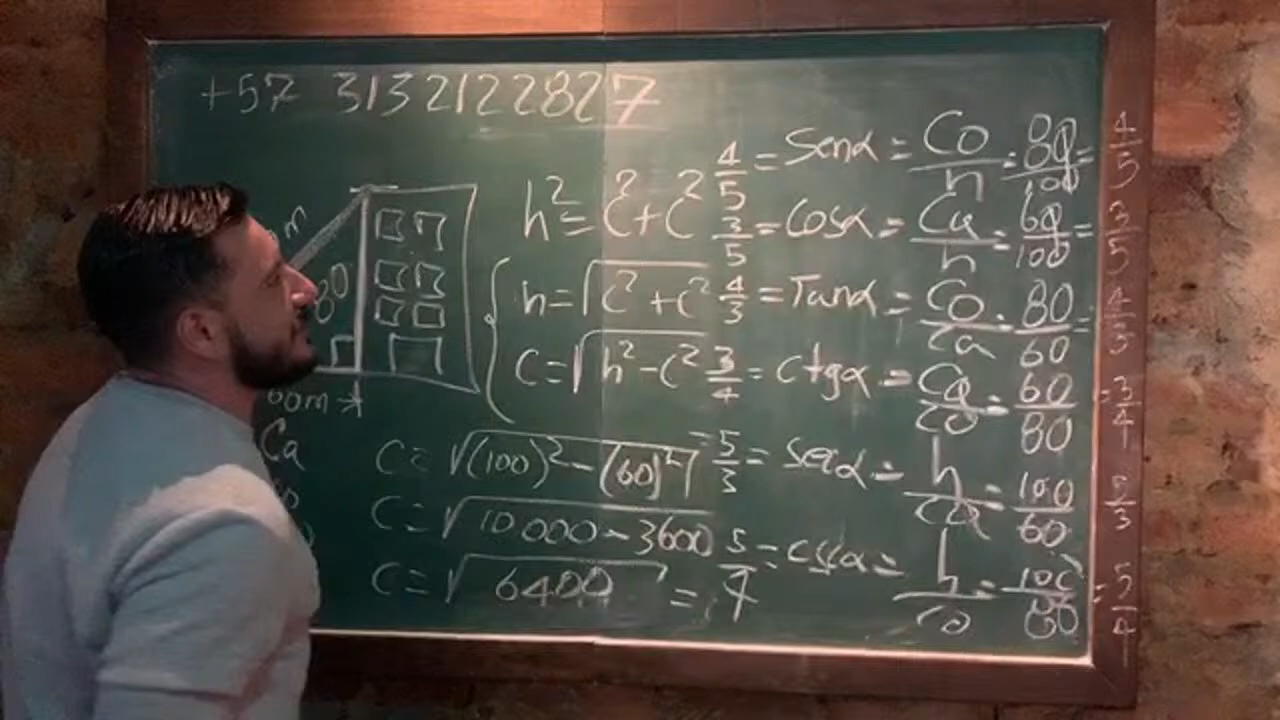 +57 3132122827
4/5 = Senα = Co/h = 80/100 = 4/5
h² = c² + c²
3/5 = Cosα = Ca/h = 60/100 = 3/5
h = √c² + c²
4/3 = Tanα = Co/Ca = 80/60 = 4/3
c = √h² - c²
3/4 = ctgα = Ca/Co = 60/80 = 3/4
80
60m
Ca
C = √(100)² - (60)²
5/3 = Secα = h/Ca = 100/60 = 5/3
C = √10000 - 3600
5/4 = cscα = h/Co = 100/80 = 5/4
C = √6400 =